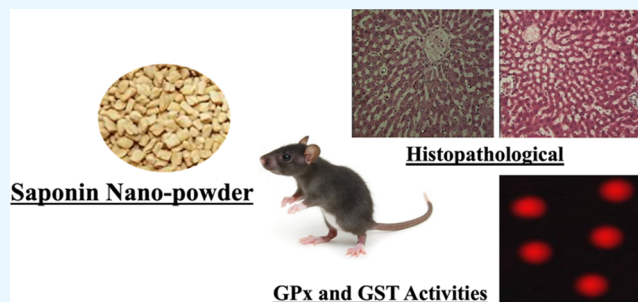 Histopathological
Saponin Nano-powder
GPx and GST Activities